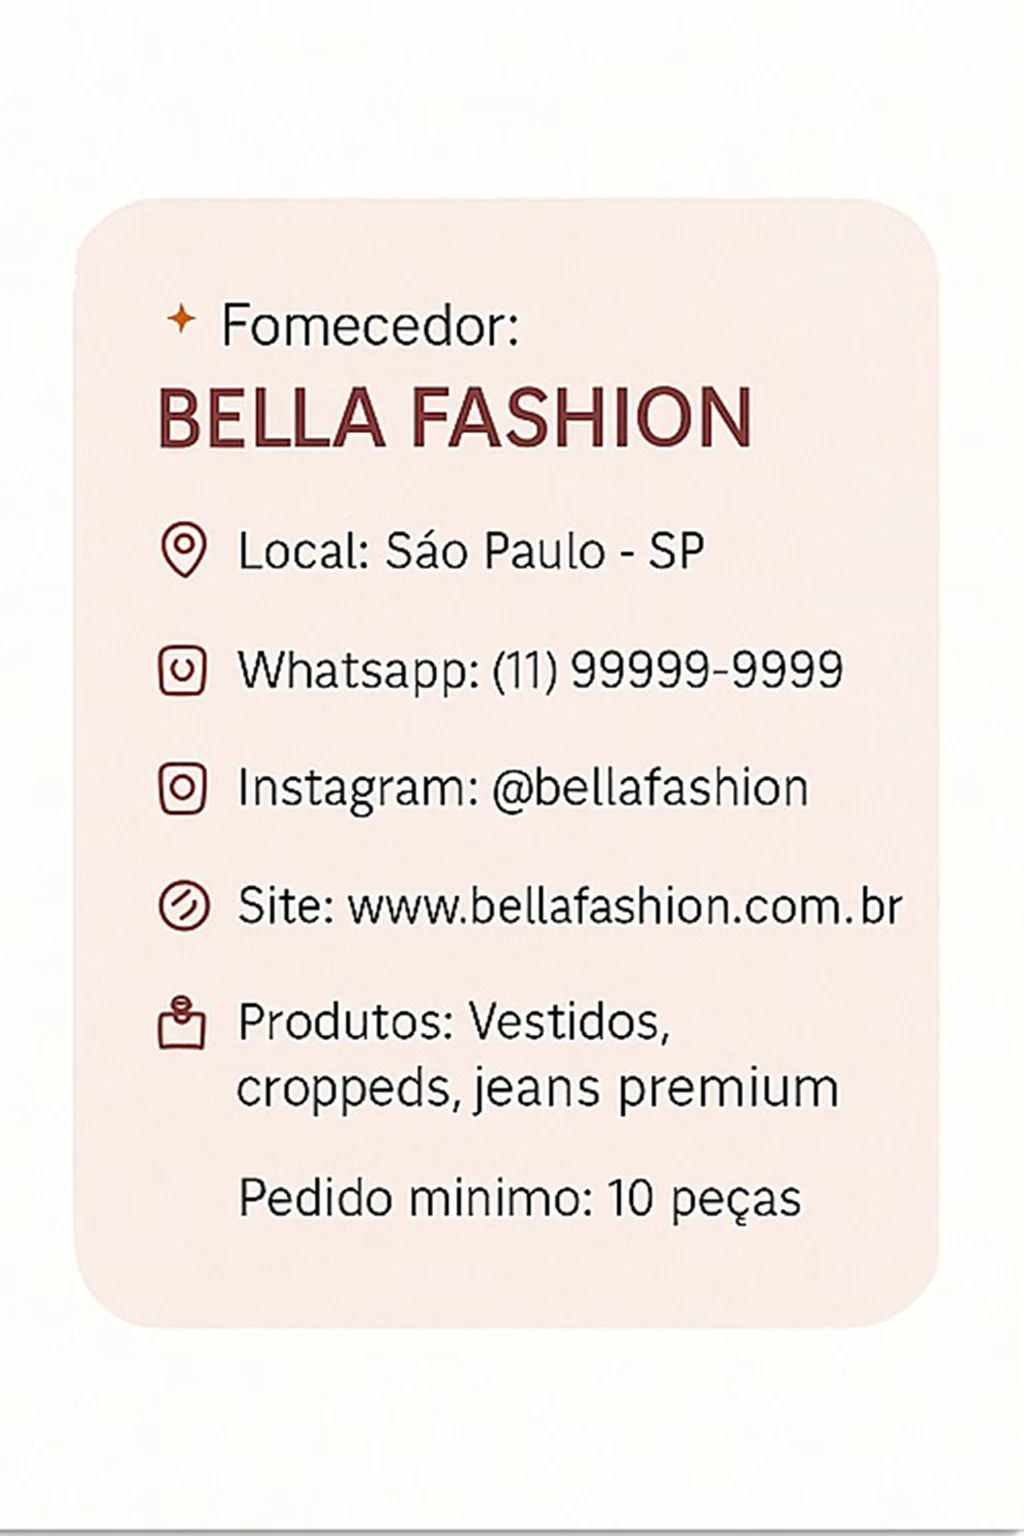 Fomecedor:
BELLA FASHION
Local: Sáo Paulo - SP
Whatsapp: (11) 99999-9999
Instagram: @bellafashion
Site: www.bellafashion.com.br
Produtos: Vestidos,
croppeds, jeans premium
Pedido minimo: 10 peças